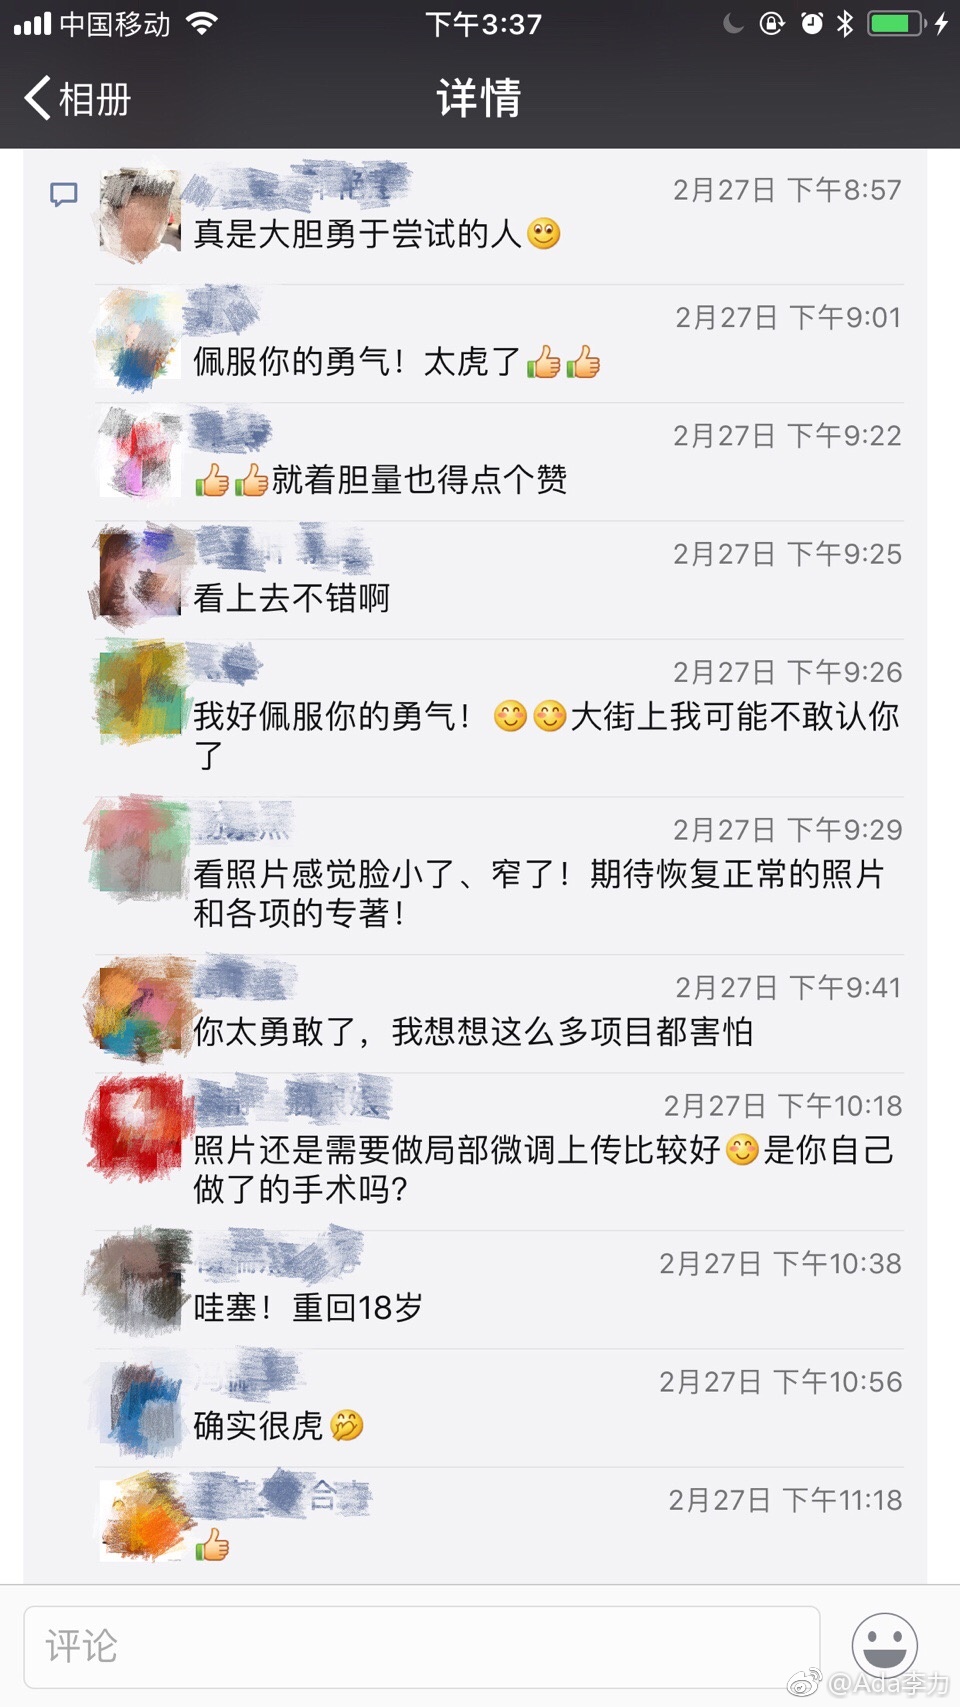 中国移动
下午3:37
相册
详情
2月27日 下午8:57
真是大胆勇于尝试的人
2月27日 下午9:01
佩服你的勇气！太虎了
2月27日 下午9:22
就着胆量也得点个赞
2月27日 下午9:25
看上去不错啊
2月27日 下午9:26
我好佩服你的勇气！大街上我可能不敢认你
了
2月27日 下午9:29
看照片感觉脸小了、窄了！期待恢复正常的照片
和各项的专著！
2月27日 下午9:41
你太勇敢了，我想想这么多项目都害怕
2月27日 下午10:18
照片还是需要做局部微调上传比较好是你自己
做了的手术吗？
2月27日 下午10:38
哇塞！重回18岁
2月27日 下午10:56
确实很虎
合
2月27日 下午11:18
评论
@Ada李力